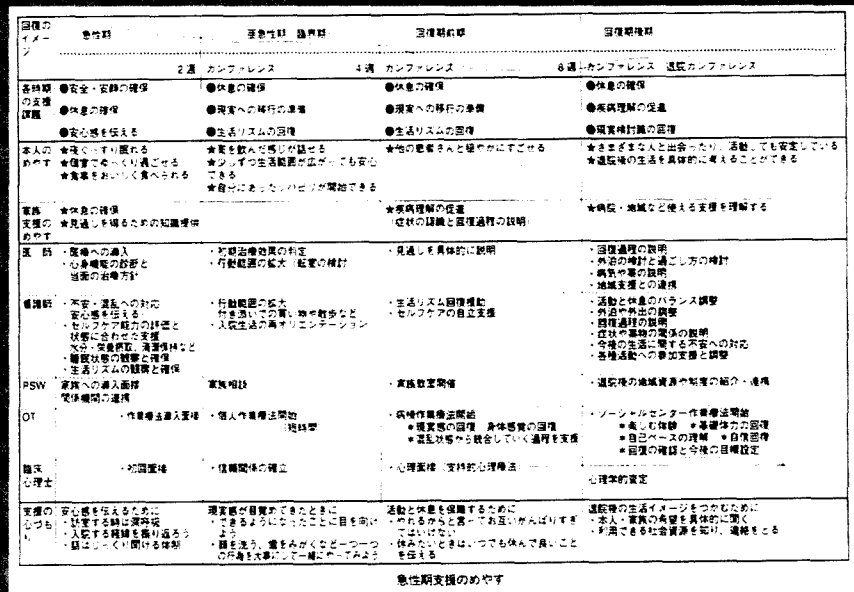 回復のイメージ
急性期
亜急性期 臨界期
回復期前期
回復期後期
2週 カンファレンス
4週 カンファレンス
8週 カンファレンス 退院カンファレンス
各時期の支援課題
●安全・安静の確保
●休息の確保
●安心感を伝える
●休息の確保
●現実への移行の準備
●生活リズムの回復
●休息の確保
●現実への移行の準備
●生活リズムの回復
●休息の確保
●疾病理解の促進
●現実検討識の回復
本人のめやす
★夜ぐっすり眠れる
★個室でゆっくり過ごせる
★食事をおいしく食べられる
★薬を飲んだ感じが話せる
★少しずつ生活範囲が広がっても安心できる
★自分にあったリハビリが開始できる
★他の患者さんと穏やかにすごせる
★さまざまな人と出会ったり、活動しても安定している
★退院後の生活を具体的に考えることができる
家族支援のめやす
★休息の確保
★見通しを得るための知識提供
★疾病理解の促進
(症状の認識と回復過程の説明)
★病院・地域など使える支援を理解する
医師
・医療への導入
・心身機能の診断と
当面の治療方針
・初期治療効果の判定
・行動範囲の拡大 転室の検討
・見通しを具体的に説明
・回復過程の説明
・外泊の検討と過ごし方の検討
・病気や薬の説明
・地域支援との連携
看護師
・不安・混乱への対応
安心感を伝える
・セルフケア能力の評価と
状態に合わせた支援
水分・栄養摂取、清潔保持など
・睡眠状態の観察と確保
・生活リズムの観察と確保
・行動範囲の拡大
付き添いでの買い物や散歩など
・入院生活の再オリエンテーション
・生活リズム回復援助
・セルフケアの自立支援
・活動と休息のバランス調整
・外泊や外出の調整
・回復過程の説明
・症状や薬物の関係の説明
・今後の生活に関する不安への対応
・各種活動への参加支援と調整
PSW
家族への導入面接
関係機関の連携
家族相談
・家族教室開催
・退院後の地域資源や制度の紹介・連携
OT
・作業療法導入面接
・個人作業療法開始
短時間
・病棟作業療法開始
＊現実感の回復 身体感覚の回復
＊混乱状態から統合していく過程を支援
・ソーシャルセンター作業療法開始
＊楽しむ体験 ＊基礎体力の回復
＊自己ペースの理解 ＊自信回復
＊回復の確認と今後の目標設定
臨床心理士
・初回面接
・信頼関係の確立
・心理面接（支持的心理療法）
心理学的査定
支援の心づもり
安心感を伝えるために
・訪室する時は深呼吸
・入院する経緯を振り返ろう
・話はじっくり聞ける体制
現実感が目覚めてきたときに
・できるようになったことに目を向けよう
・顔を洗う、歯をみがくなど一つ一つの行為を大事にして一緒にやってみよう
活動と休息を保障するために
・やれるからと言ってお互いがんばりすぎてはいけない
・休みたいときはいつでも休んで良いことを伝える
退院後の生活イメージをつかむために
・本人・家族の希望を具体的に聞く
・利用できる社会資源を知り、連絡をとる
急性期支援のめやす